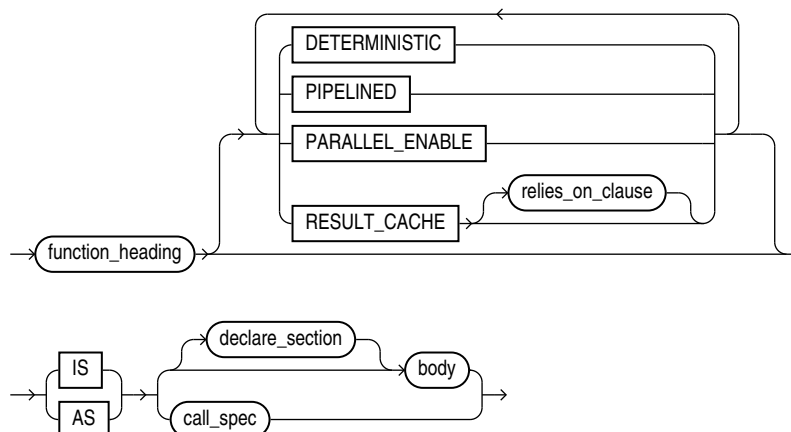 DETERMINISTIC
PIPELINED
PARALLEL_ENABLE
relies_on_clause
RESULT_CACHE
function_heading
declare_section
IS
body
AS
call_spec